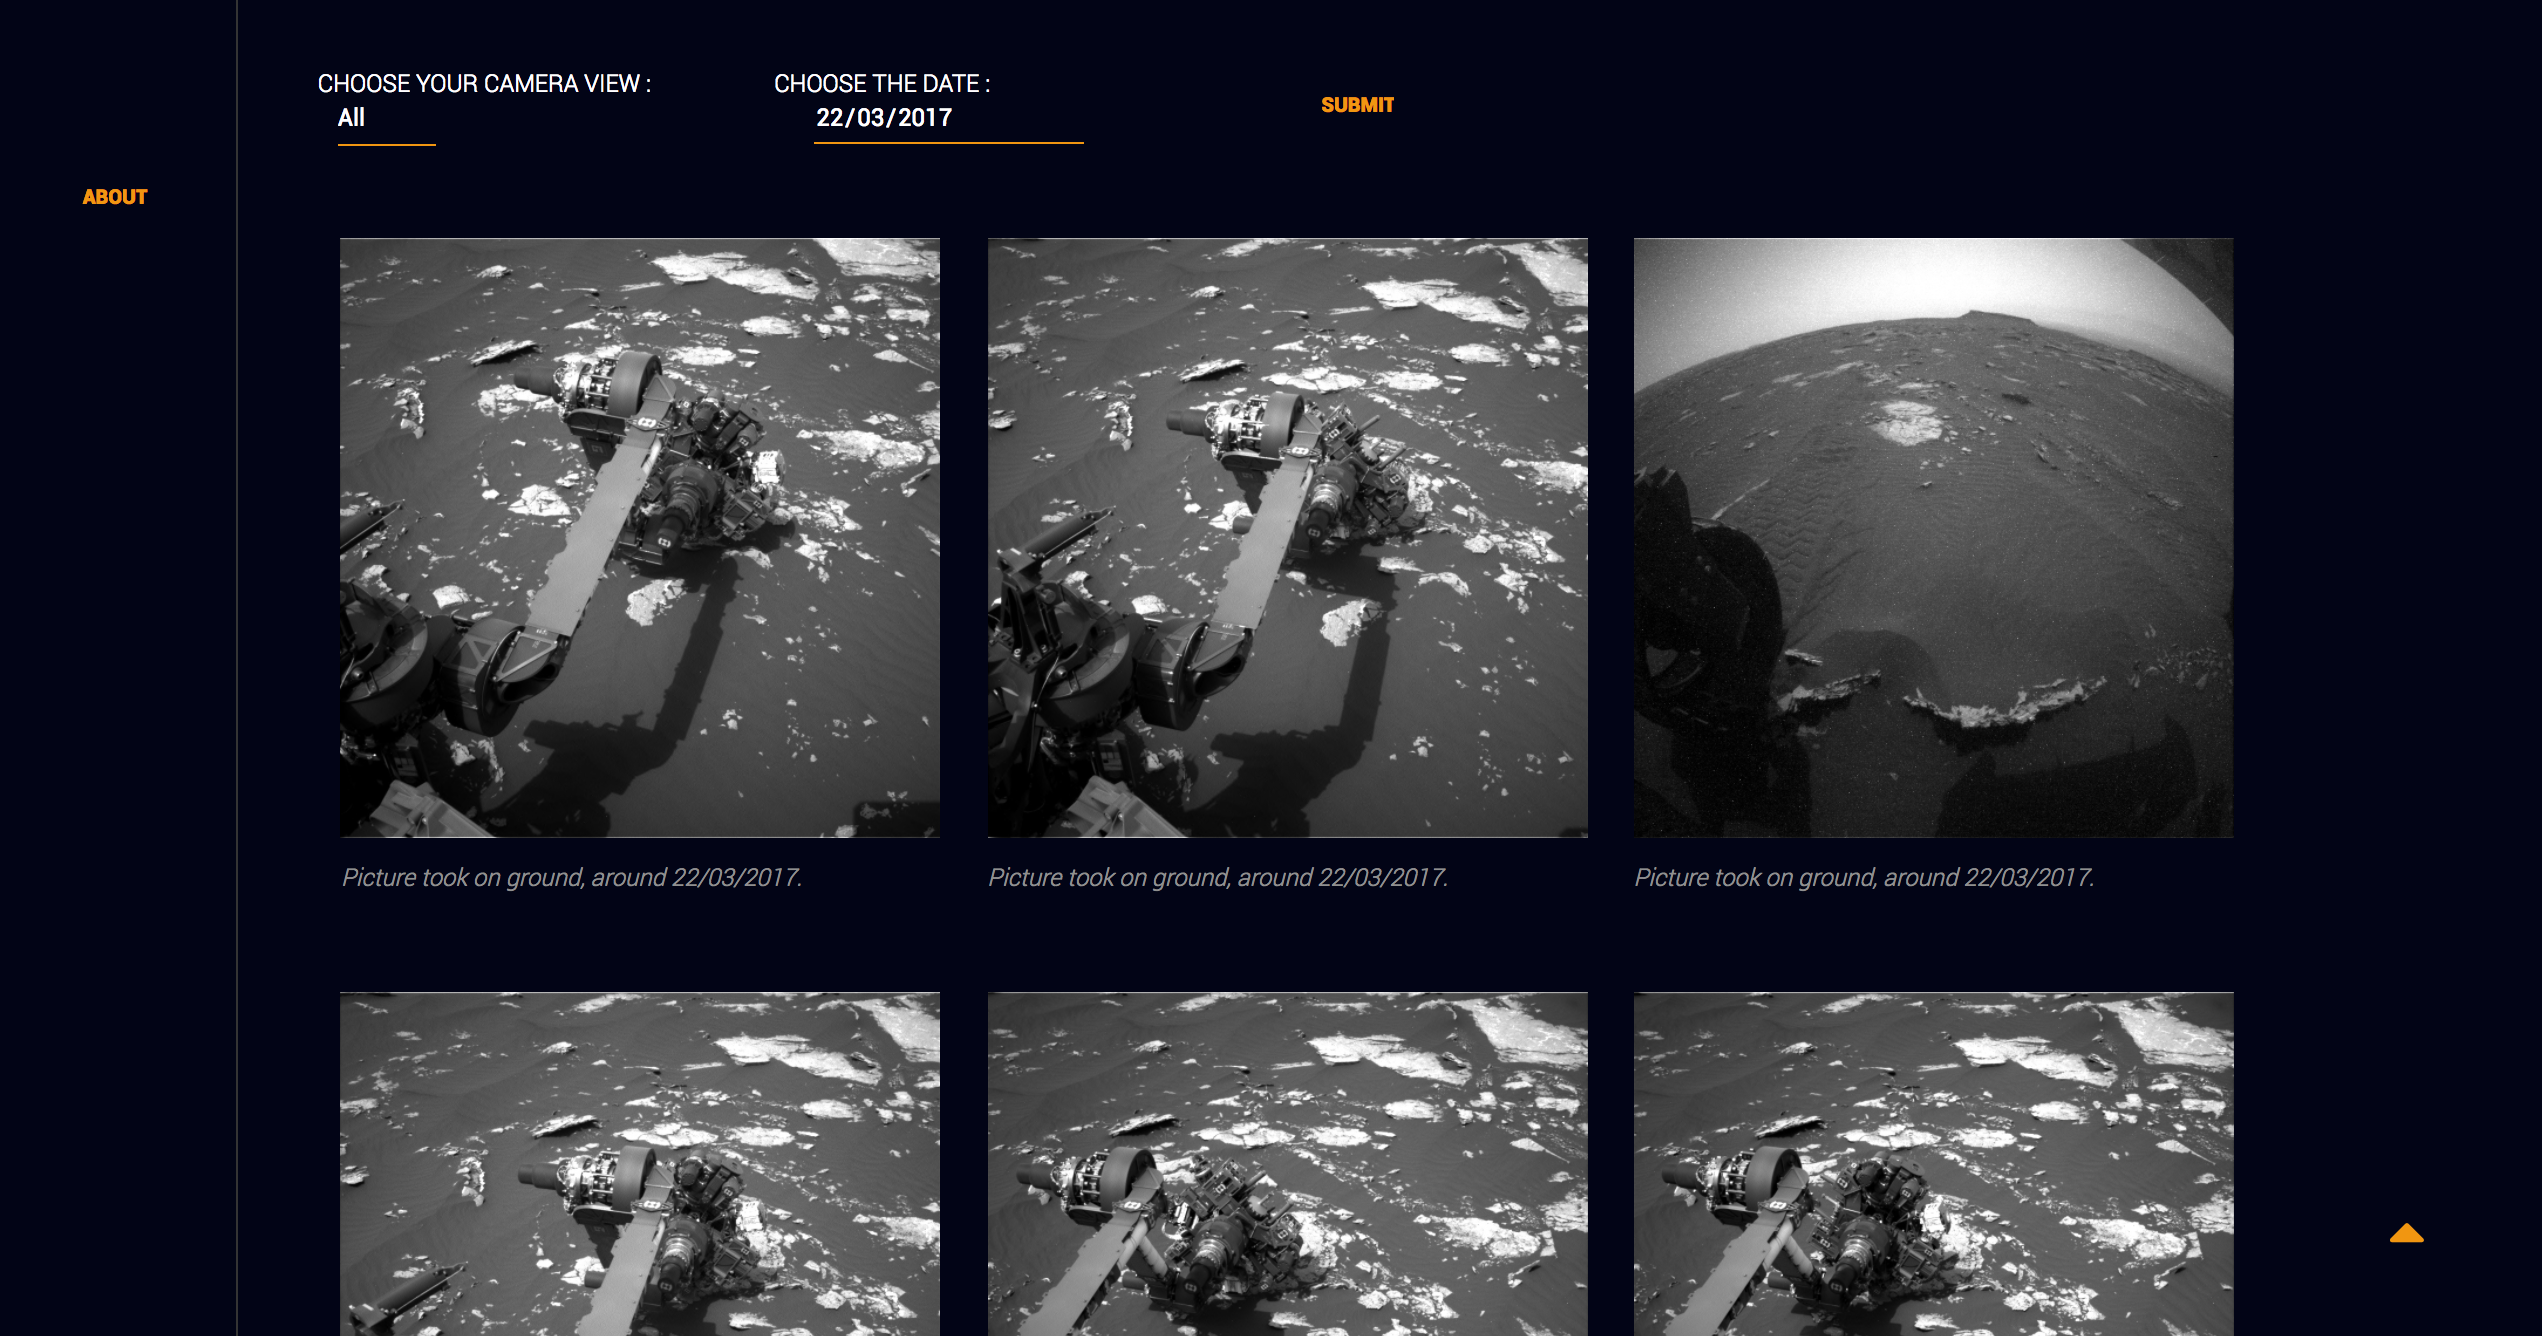 CHOOSE YOUR CAMERA VIEW :
All
CHOOSE THE DATE :
22/03/2017
SUBMIT
ABOUT
Picture took on ground, around 22/03/2017.
Picture took on ground, around 22/03/2017.
Picture took on ground, around 22/03/2017.